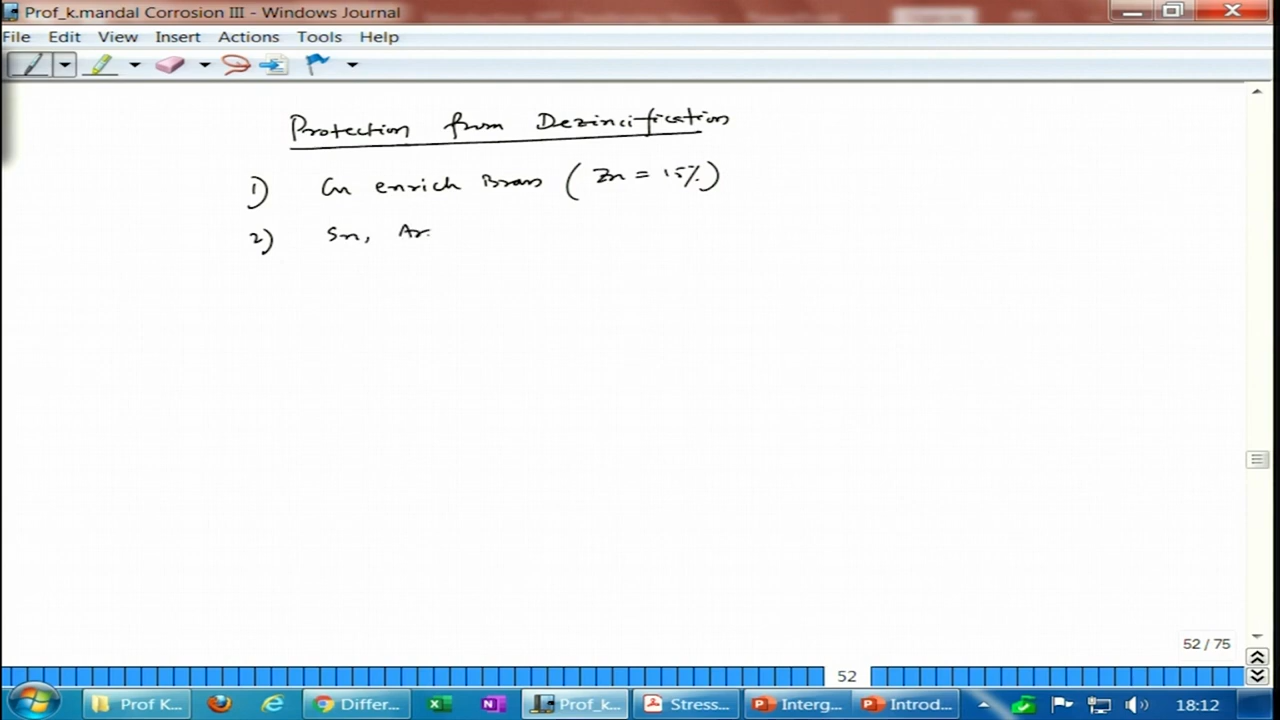 Prof_k.mandal Corrosion III - Windows Journal
File Edit View Insert Actions Tools Help
Protection from Dezincification
1) Cu enrich Brass (Zn = 15%)
2) Sn, Ar
52 / 75
52
Prof K... Differ... Prof_k... Stress... Interg... Introd... 18:12